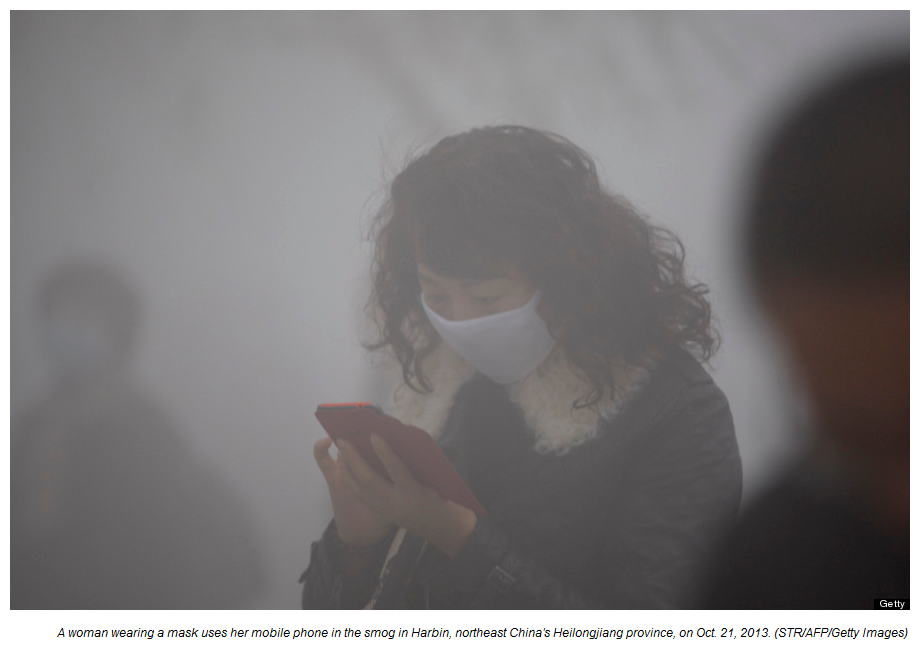 Getty
A woman wearing a mask uses her mobile phone in the smog in Harbin, northeast China's Heilongjiang province, on Oct. 21, 2013. (STR/AFP/Getty Images)